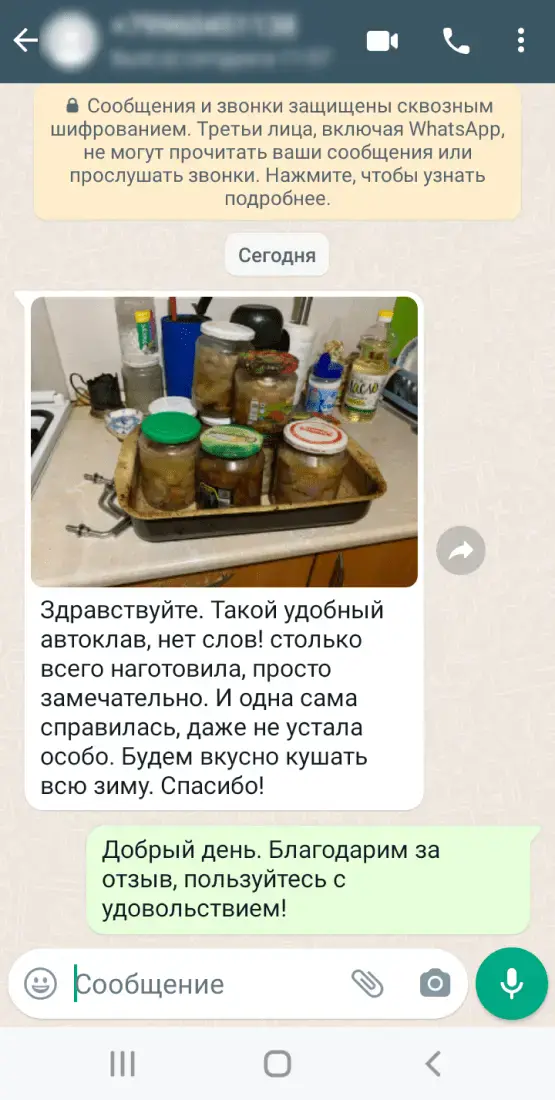 Сообщения и звонки защищены сквозным
шифрованием. Третьи лица, включая WhatsApp,
не могут прочитать ваши сообщения или
прослушать звонки. Нажмите, чтобы узнать
подробнее.
Сегодня
Масло
Здравствуйте. Такой удобный
автоклав, нет слов! столько
всего наготовила, просто
замечательно. И одна сама
справилась, даже не устала
особо. Будем вкусно кушать
всю зиму. Спасибо!
Добрый день. Благодарим за
отзыв, пользуйтесь с
удовольствием!
Сообщение